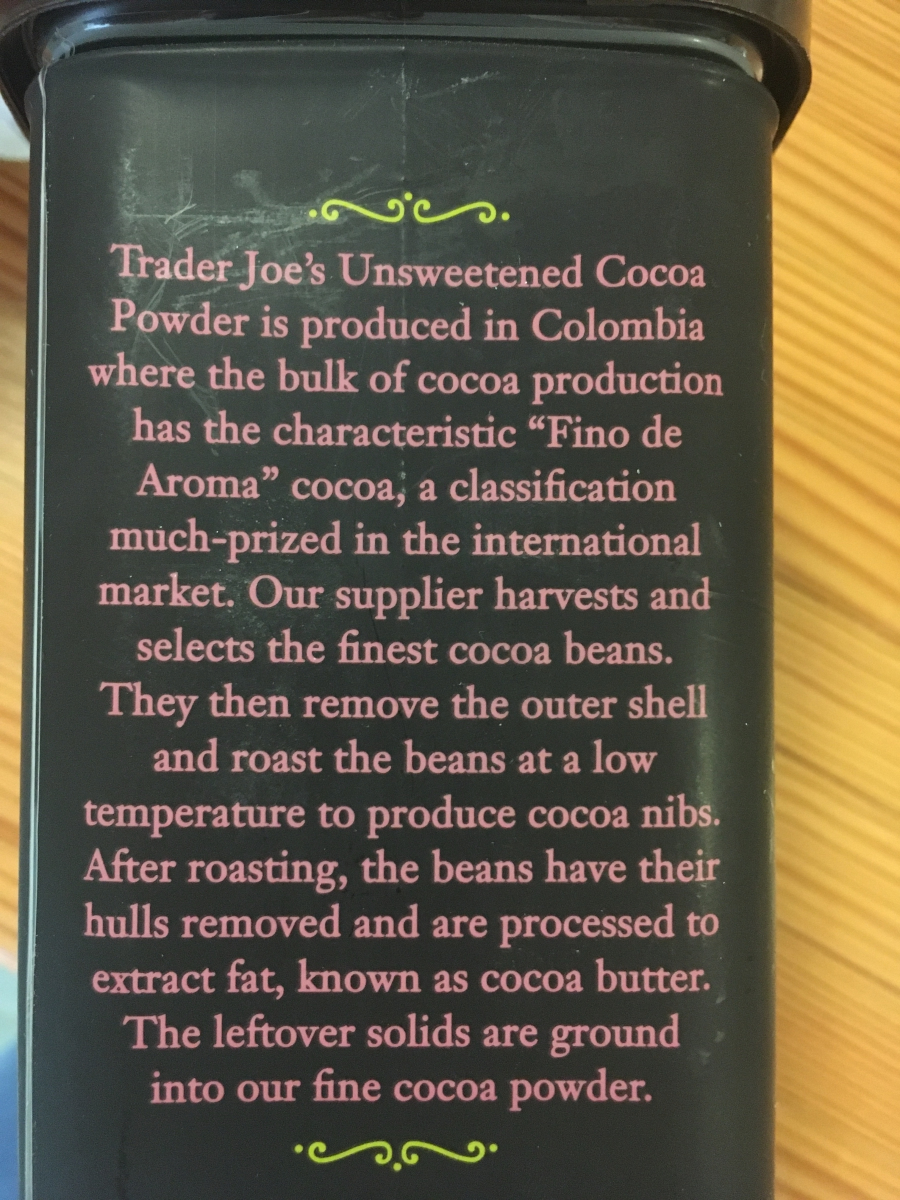 Trader Joe’s Unsweetened Cocoa
Powder is produced in Colombia
where the bulk of cocoa production
has the characteristic “Fino de
Aroma” cocoa, a classification
much-prized in the international
market. Our supplier harvests and
selects the finest cocoa beans.
They then remove the outer shell
and roast the beans at a low
temperature to produce cocoa nibs.
After roasting, the beans have their
hulls removed and are processed to
extract fat, known as cocoa butter.
The leftover solids are ground
into our fine cocoa powder.